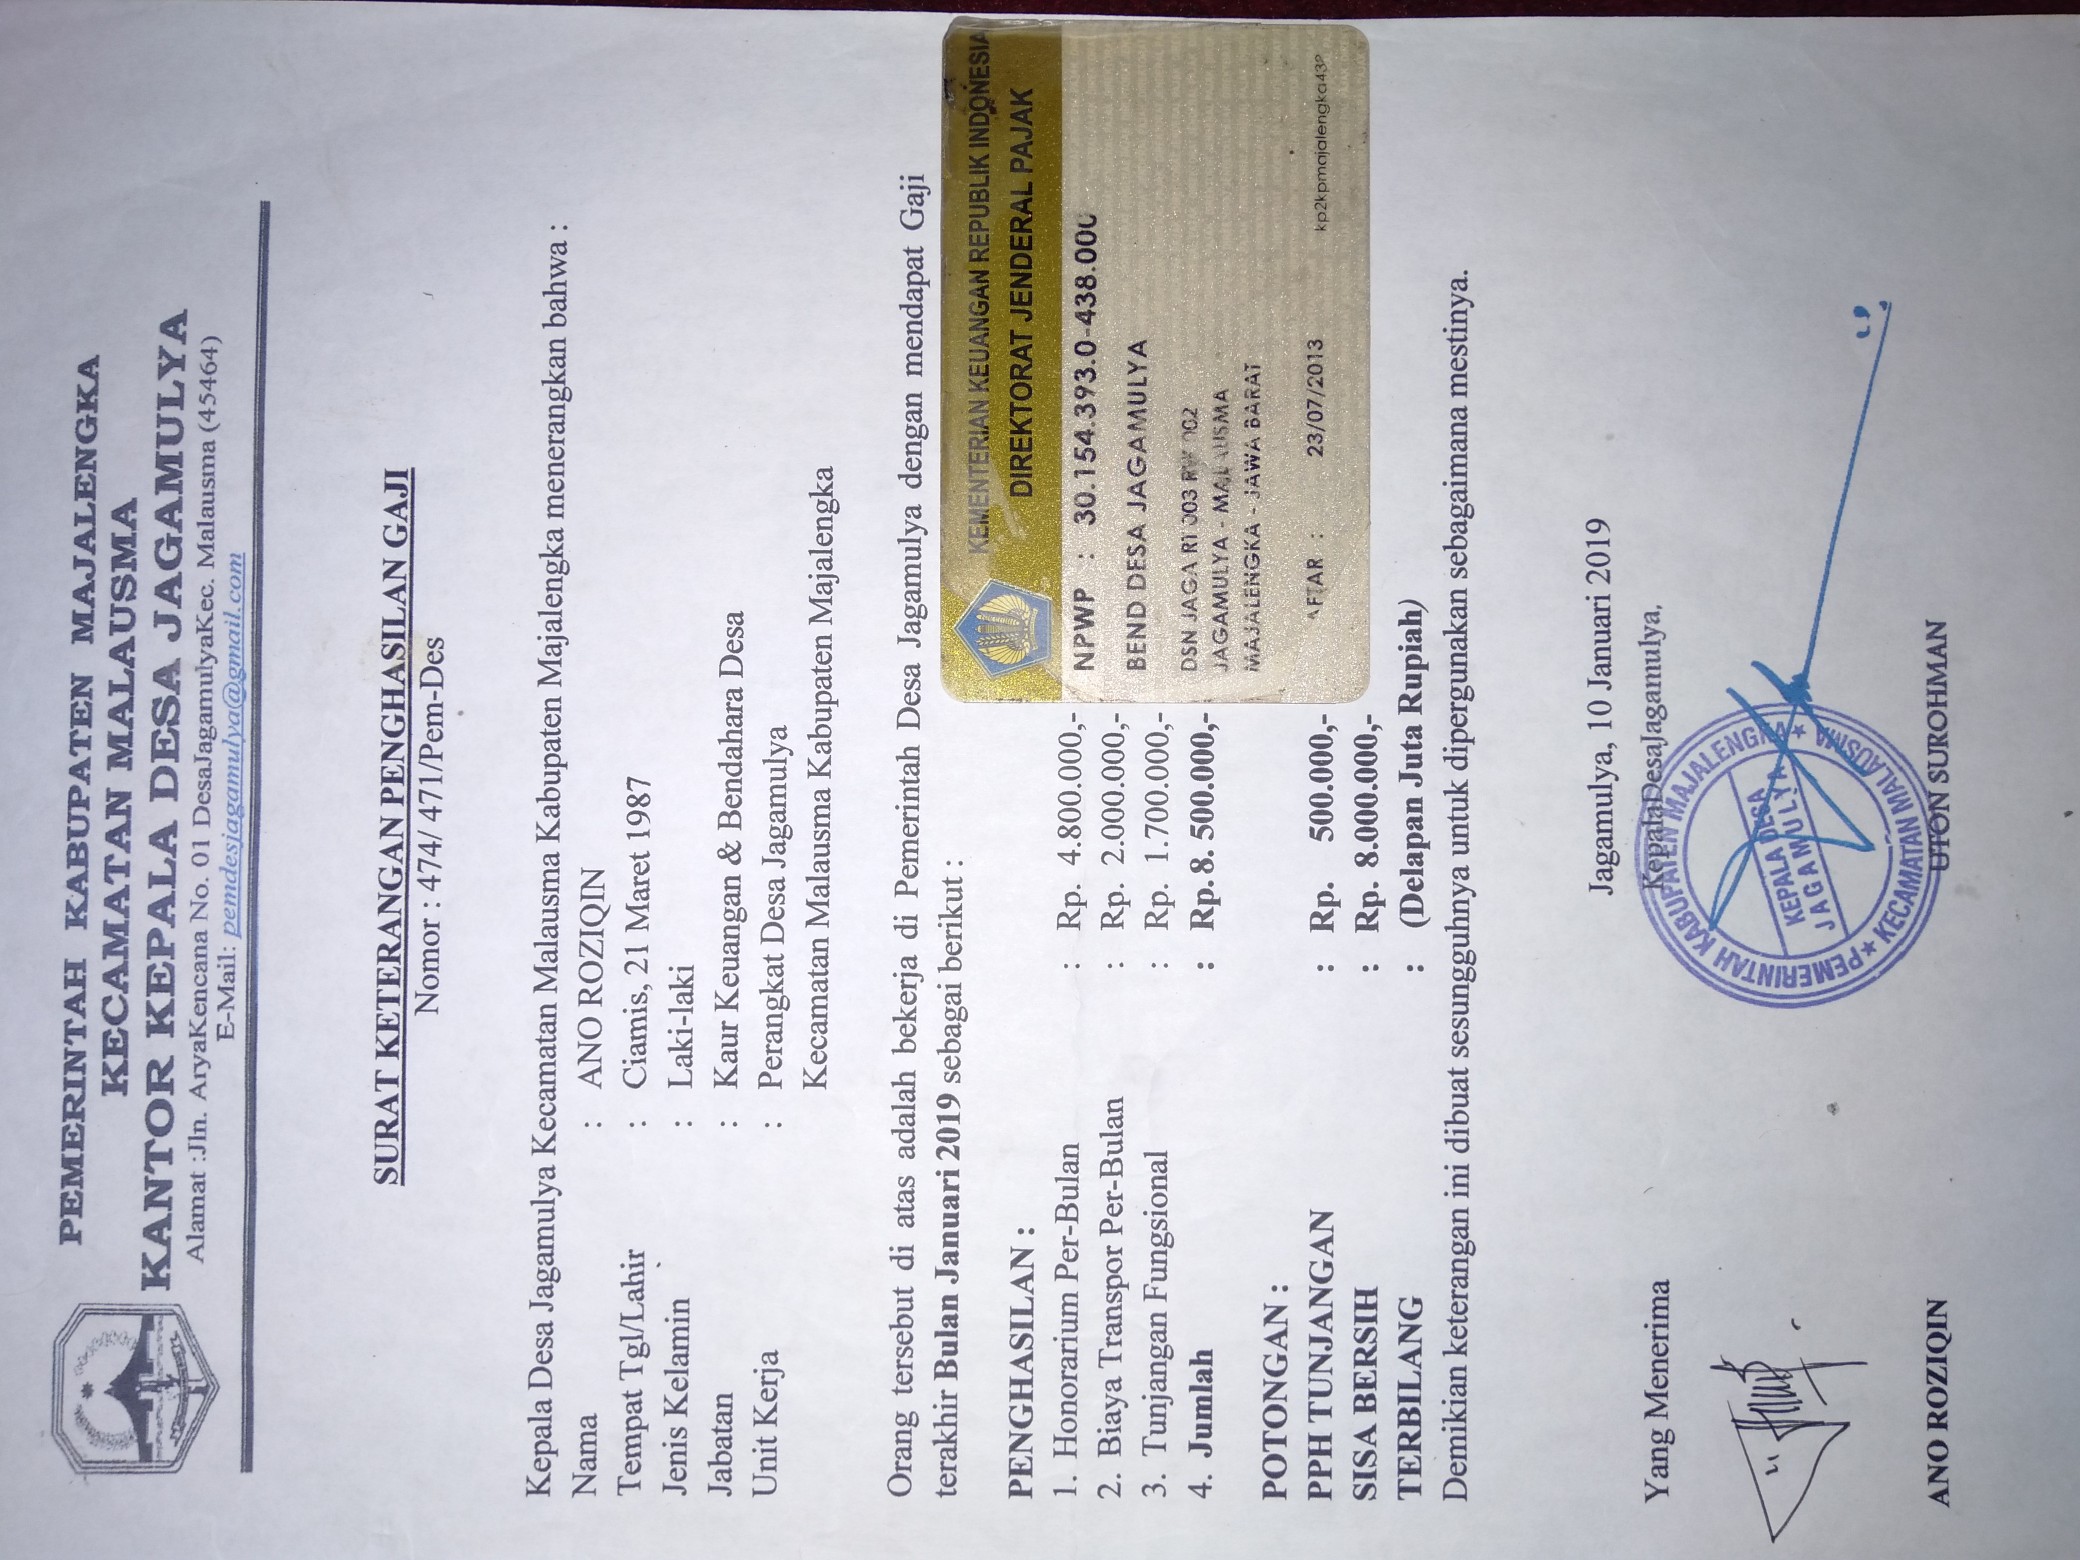 PEMERINTAH KABUPATEN MAJALENGKA
KECAMATAN MALAUSMA
KANTOR KEPALA DESA JAGAMULYA
Alamat :Jln. AryaKencana No. 01 DesaJagamulyaKec. Malausma (45464)
E-Mail: pemdesjagamulya@gmail.com
SURAT KETERANGAN PENGHASILAN GAJI
Nomor : 474/ 471/Pem-Des
Kepala Desa Jagamulya Kecamatan Malausma Kabupaten Majalengka menerangkan bahwa :
Nama : ANO ROZIQIN
Tempat Tgl/Lahir : Ciamis, 21 Maret 1987
Jenis Kelamin : Laki-laki
Jabatan : Kaur Keuangan & Bendahara Desa
Unit Kerja : Perangkat Desa Jagamulya
Kecamatan Malausma Kabupaten Majalengka
Orang tersebut di atas adalah bekerja di Pemerintah Desa Jagamulya dengan mendapat Gaji
terakhir Bulan Januari 2019 sebagai berikut :
PENGHASILAN :
1. Honorarium Per-Bulan : Rp. 4.800.000,-
2. Biaya Transpor Per-Bulan : Rp. 2.000.000,-
3. Tunjangan Fungsional : Rp. 1.700.000,-
4. Jumlah : Rp. 8. 500.000,-
POTONGAN :
PPH TUNJANGAN : Rp. 500.000,-
SISA BERSIH : Rp. 8.000.000,-
TERBILANG : (Delapan Juta Rupiah)
Demikian keterangan ini dibuat sesungguhnya untuk dipergunakan sebagaimana mestinya.
KEMENTERIAN KEUANGAN REPUBLIK INDONESIA
DIREKTORAT JENDERAL PAJAK
NPWP : 30.154.393.0-438.000
BEND DESA JAGAMULYA
DSN JAGA RT 003 RW 002
JAGAMULYA - MALAUSMA
MAJALENGKA - JAWA BARAT
AFTAR : 23/07/2013
kp2kpmajalengka439
Jagamulya, 10 Januari 2019
Yang Menerima
KepalaDesaJagamulya,
PEMERINTAH KABUPATEN MAJALENGKA
KEPALA DESA
JAGAMULYA
KECAMATAN MALAUSMA
ANO ROZIQIN
UTON SUROHMAN